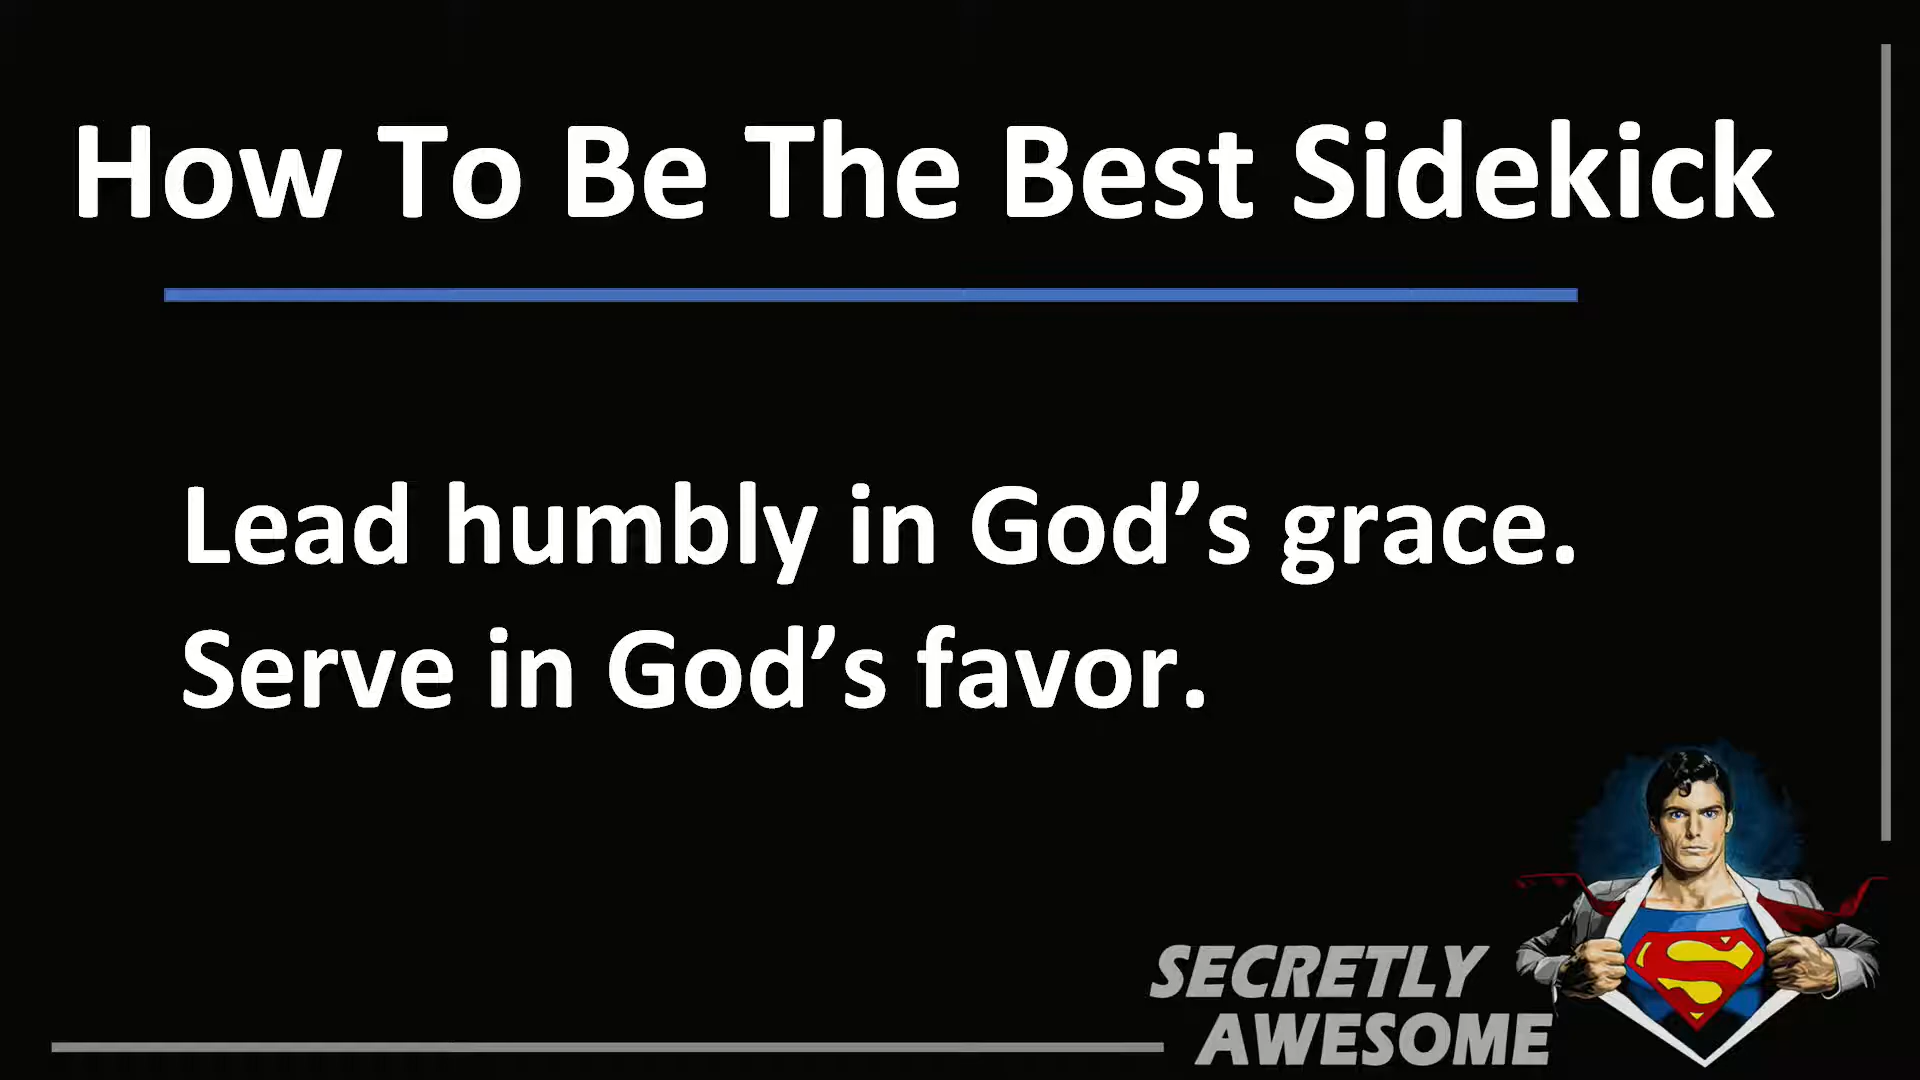 How To Be The Best Sidekick
Lead humbly in God’s grace.
Serve in God’s favor.
SECRETLY
AWESOME